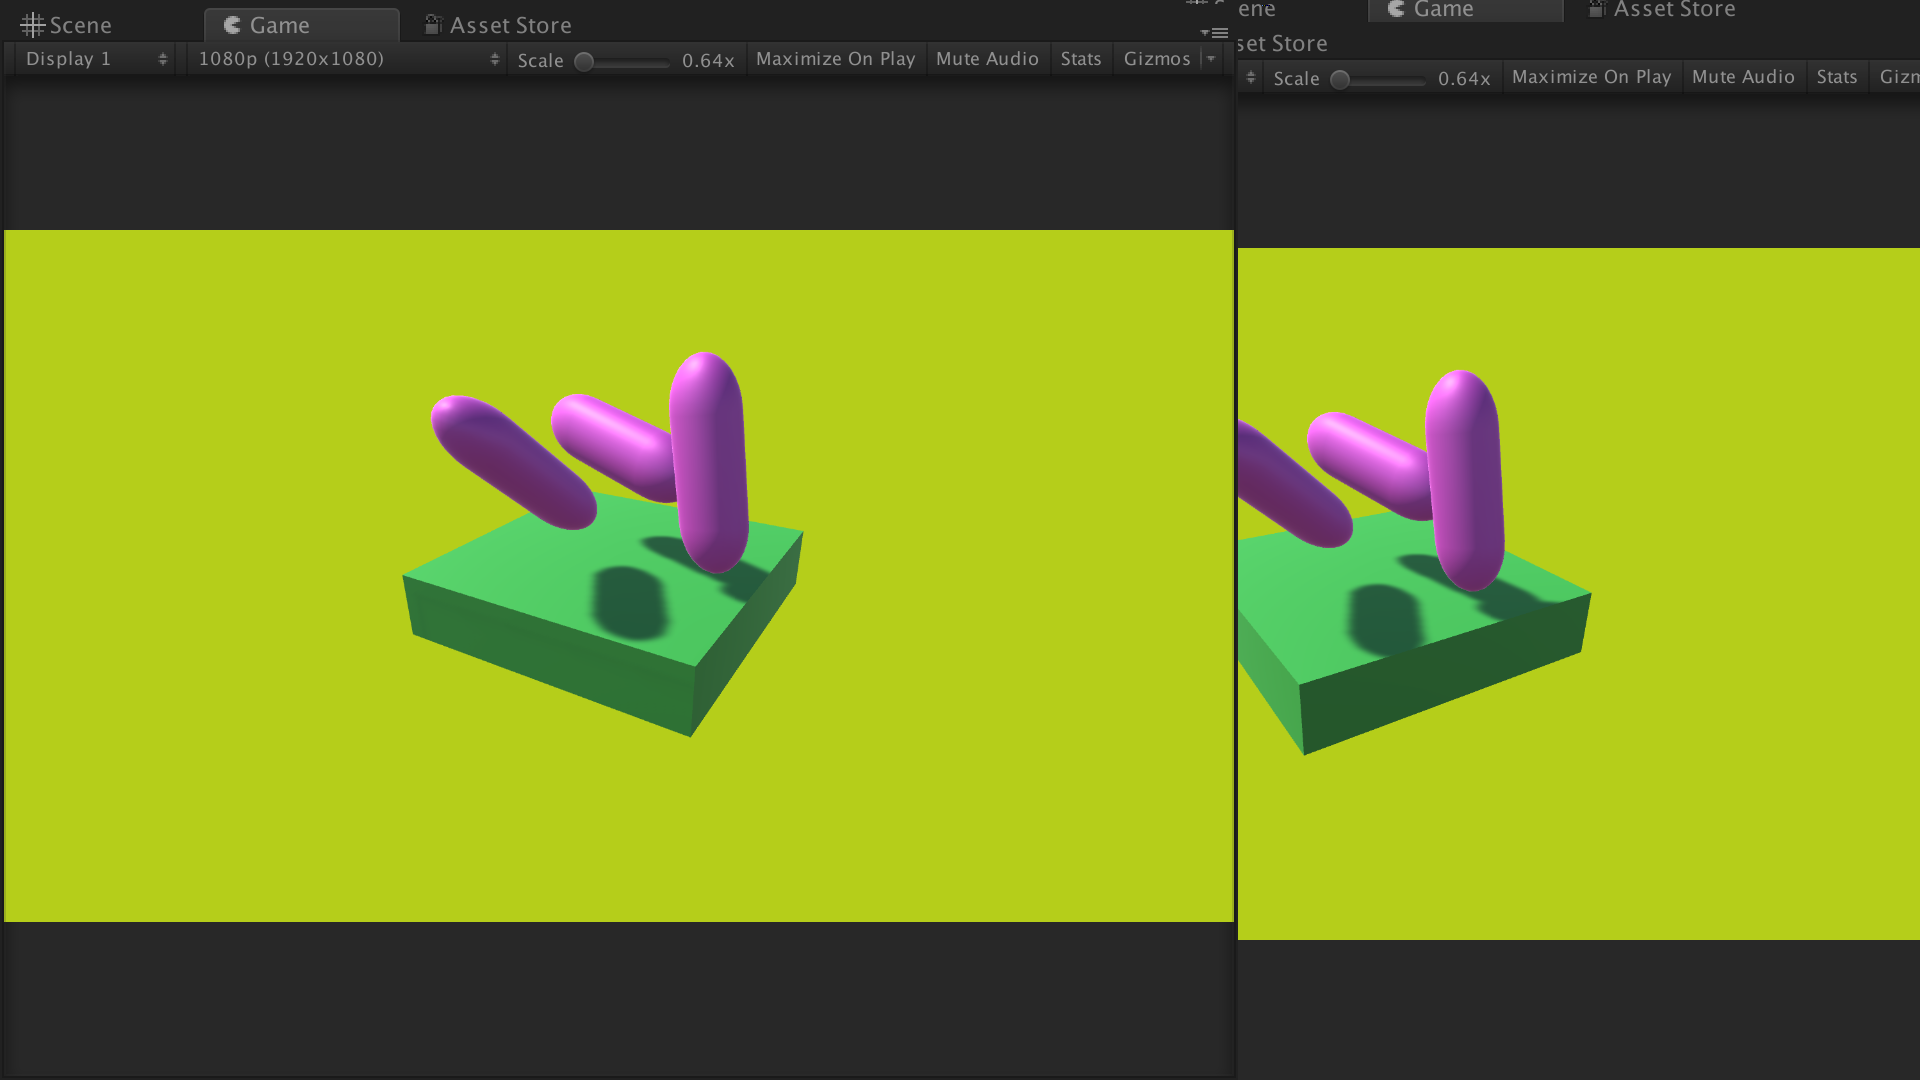 Scene Game Asset Store
Display 1 1080p (1920x1080) Scale 0.64x Maximize On Play Mute Audio Stats Gizmos
ene Game Asset Store
set Store
Scale 0.64x Maximize On Play Mute Audio Stats Gizm